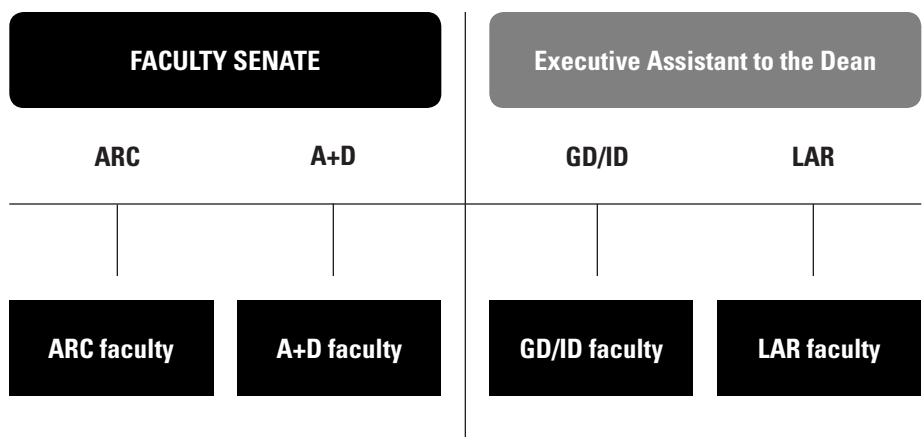 FACULTY SENATE
Executive Assistant to the Dean
ARC
A+D
GD/ID
LAR
ARC faculty
A+D faculty
GD/ID faculty
LAR faculty